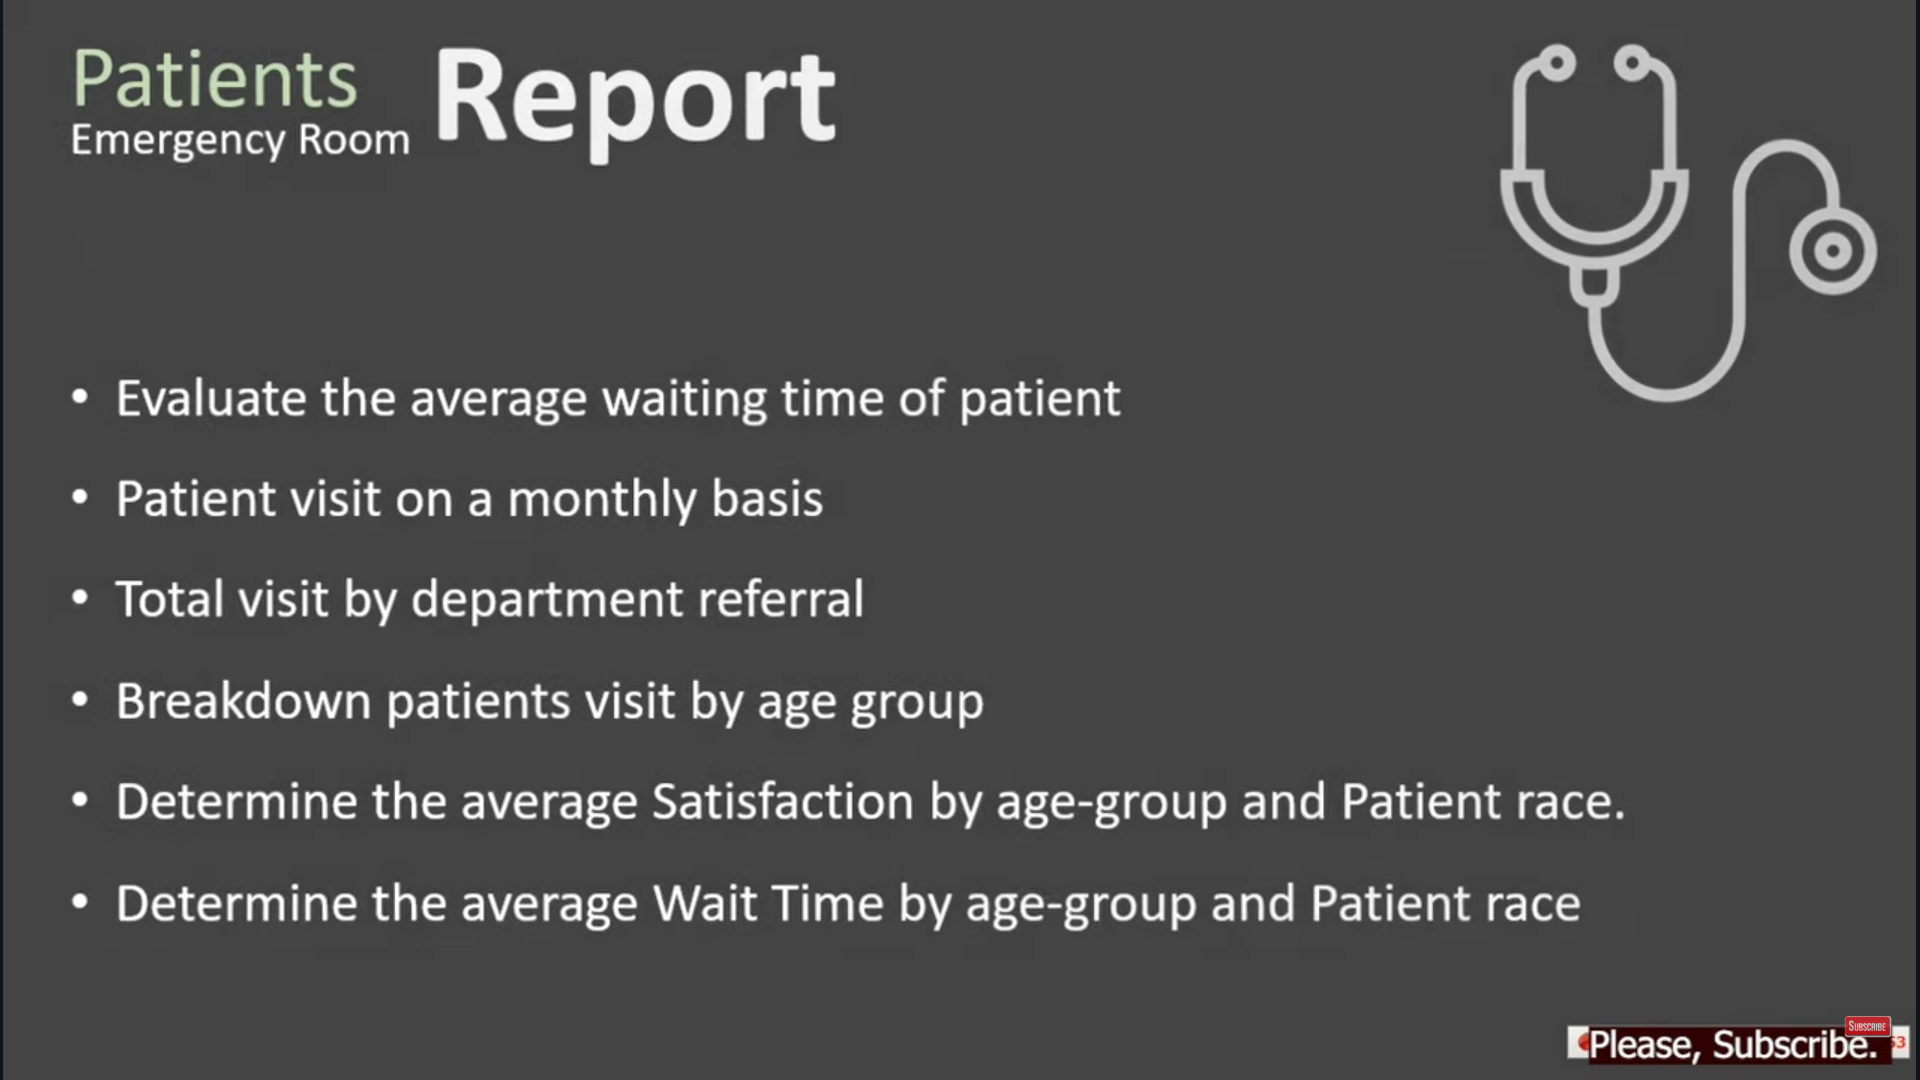 Patients
Emergency Room
Report
• Evaluate the average waiting time of patient
• Patient visit on a monthly basis
• Total visit by department referral
• Breakdown patients visit by age group
• Determine the average Satisfaction by age-group and Patient race.
• Determine the average Wait Time by age-group and Patient race
SUBSCRIBE
Please, Subscribe.